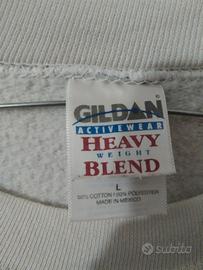 GILDAN
ACTIVEWEAR
HEAVY
WEIGHT
BLEND
L
50% COTTON / 50% POLYESTER
MADE IN MEXICO
subito